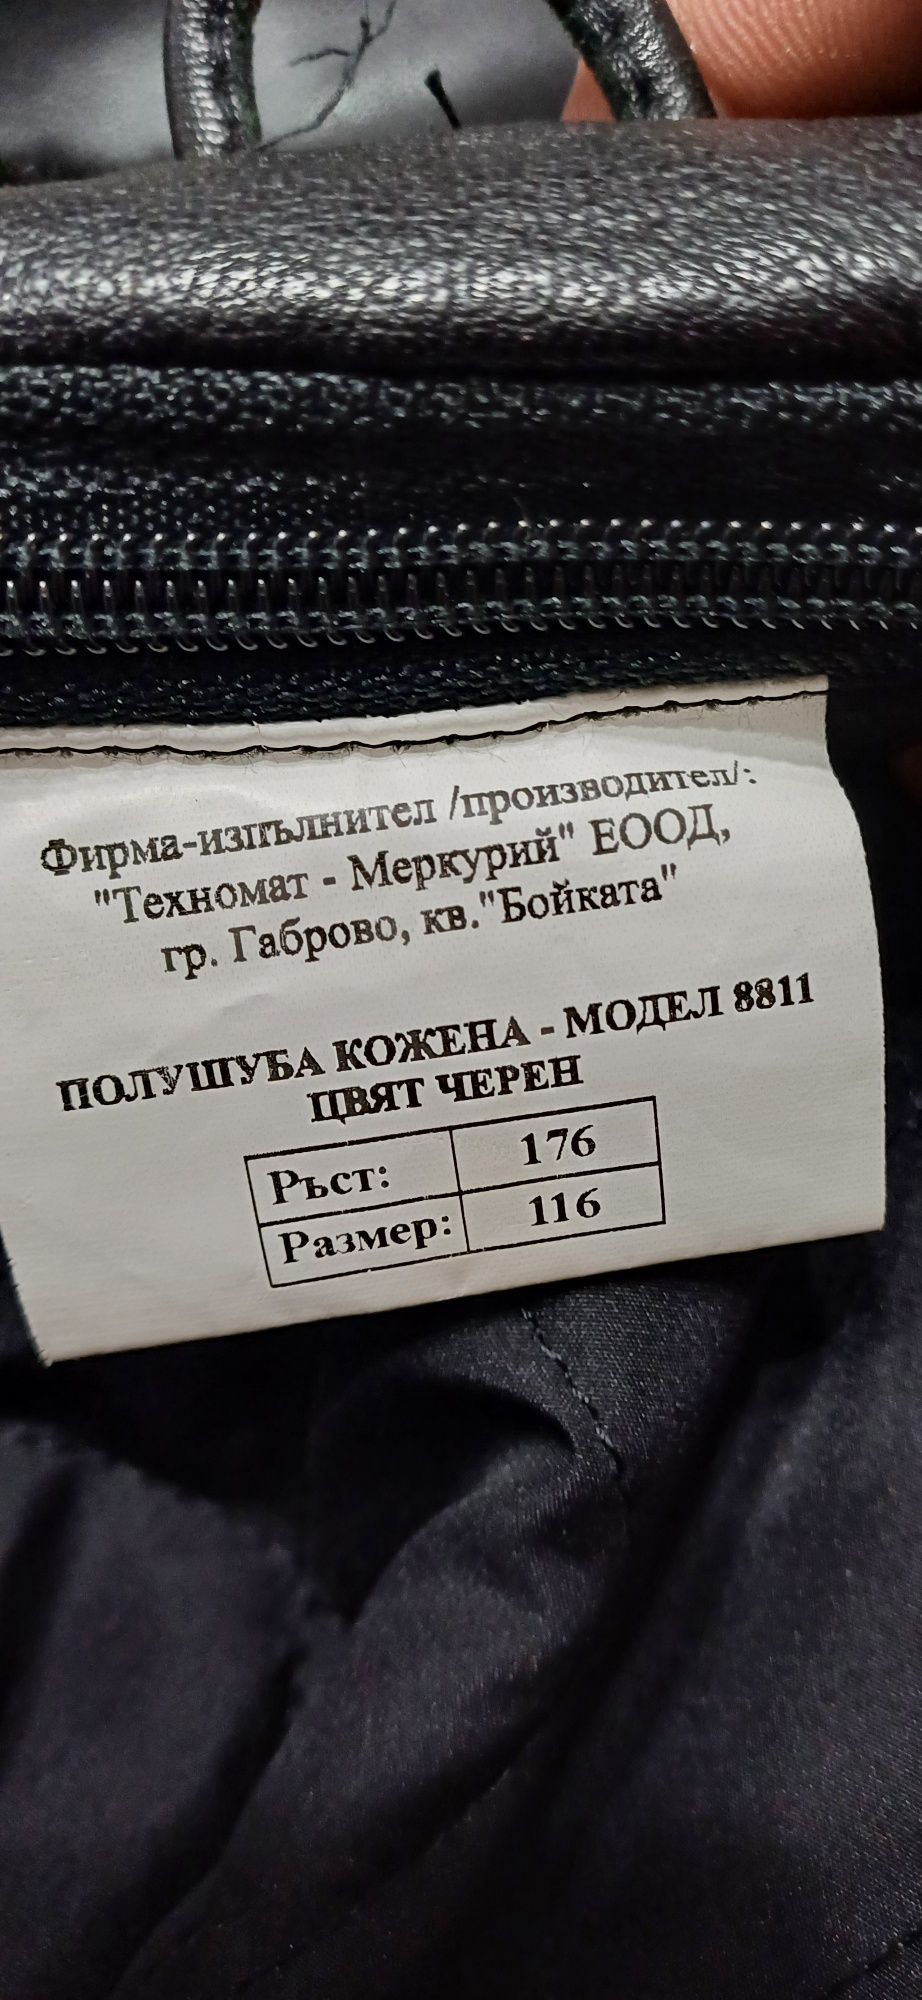 Фирма-изпълнител /производител/:
"Техномат - Меркурий" ЕООД,
гр. Габрово, кв."Бойката"
ПОЛУШУБА КОЖЕНА - МОДЕЛ 8811
ЦВЯТ ЧЕРЕН
Ръст: 176
Размер: 116